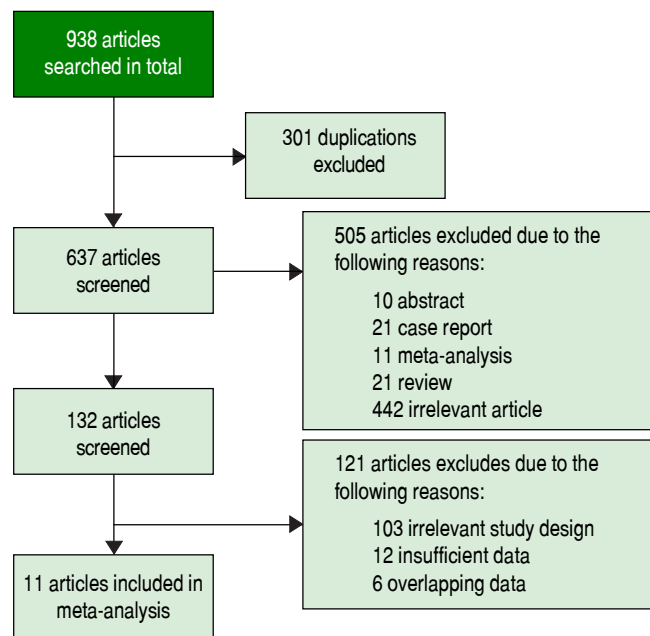 938 articles
searched in total
301 duplications
excluded
637 articles
screened
505 articles excluded due to the
following reasons:
10 abstract
21 case report
11 meta-analysis
21 review
442 irrelevant article
132 articles
screened
121 articles excludes due to the
following reasons:
103 irrelevant study design
12 insufficient data
6 overlapping data
11 articles included in
meta-analysis